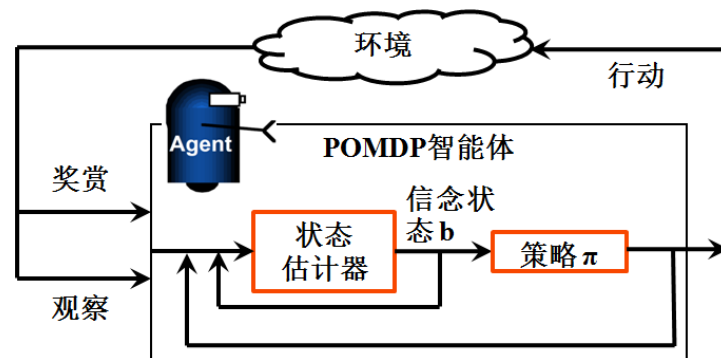 环境
行动
Agent
POMDP智能体
奖赏
信念状
态 b
状态
估计器
策略 π
观察